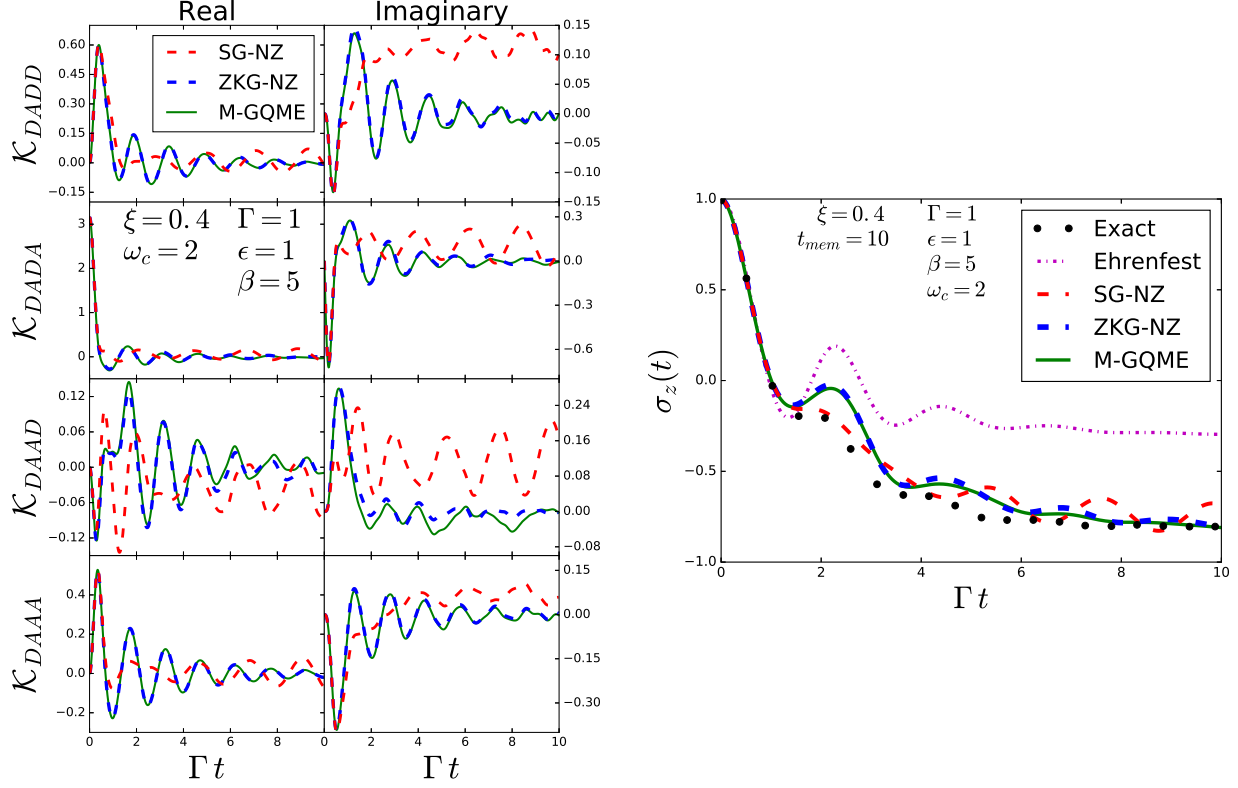 Real Imaginary
SG-NZ
ZKG-NZ
M-GQME
0.60
0.45
0.30
0.15
0.00
−0.15
0.15
0.10
0.05
0.00
−0.05
−0.10
−0.15
𝒦_DADD
ξ = 0.4 Γ = 1
ω_c = 2 ϵ = 1
β = 5
3
2
1
0
0.3
0.0
−0.3
−0.6
𝒦_DADA
0.12
0.06
0.00
−0.06
−0.12
0.24
0.16
0.08
0.00
−0.08
𝒦_DAAD
0.4
0.2
0.0
−0.2
0.15
0.00
−0.15
−0.30
𝒦_DAAA
0 2 4 6 8 0 2 4 6 8 10
Γ t Γ t
1.0
0.5
0.0
−0.5
−1.0
σ_z(t)
ξ = 0.4 Γ = 1
t_mem = 10 ϵ = 1
β = 5
ω_c = 2
Exact
Ehrenfest
SG-NZ
ZKG-NZ
M-GQME
0 2 4 6 8 10
Γ t